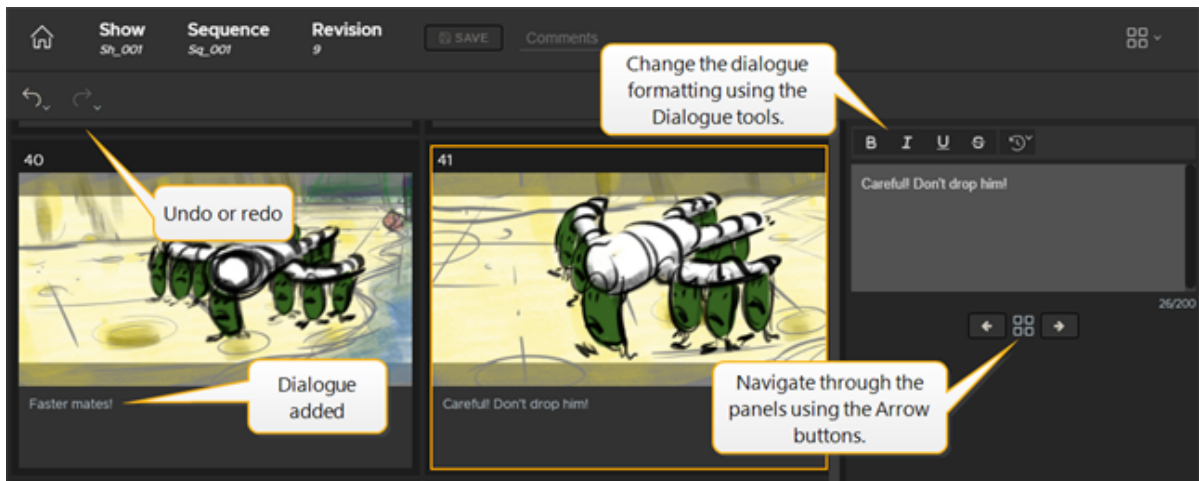 Show
Sh_001
Sequence
Sq_001
Revision
9
SAVE
Comments
Change the dialogue
formatting using the
Dialogue tools.
B I U S
40
41
Undo or redo
Careful! Don't drop him!
26/200
Faster mates!
Dialogue
added
Careful! Don't drop him!
Navigate through the
panels using the Arrow
buttons.